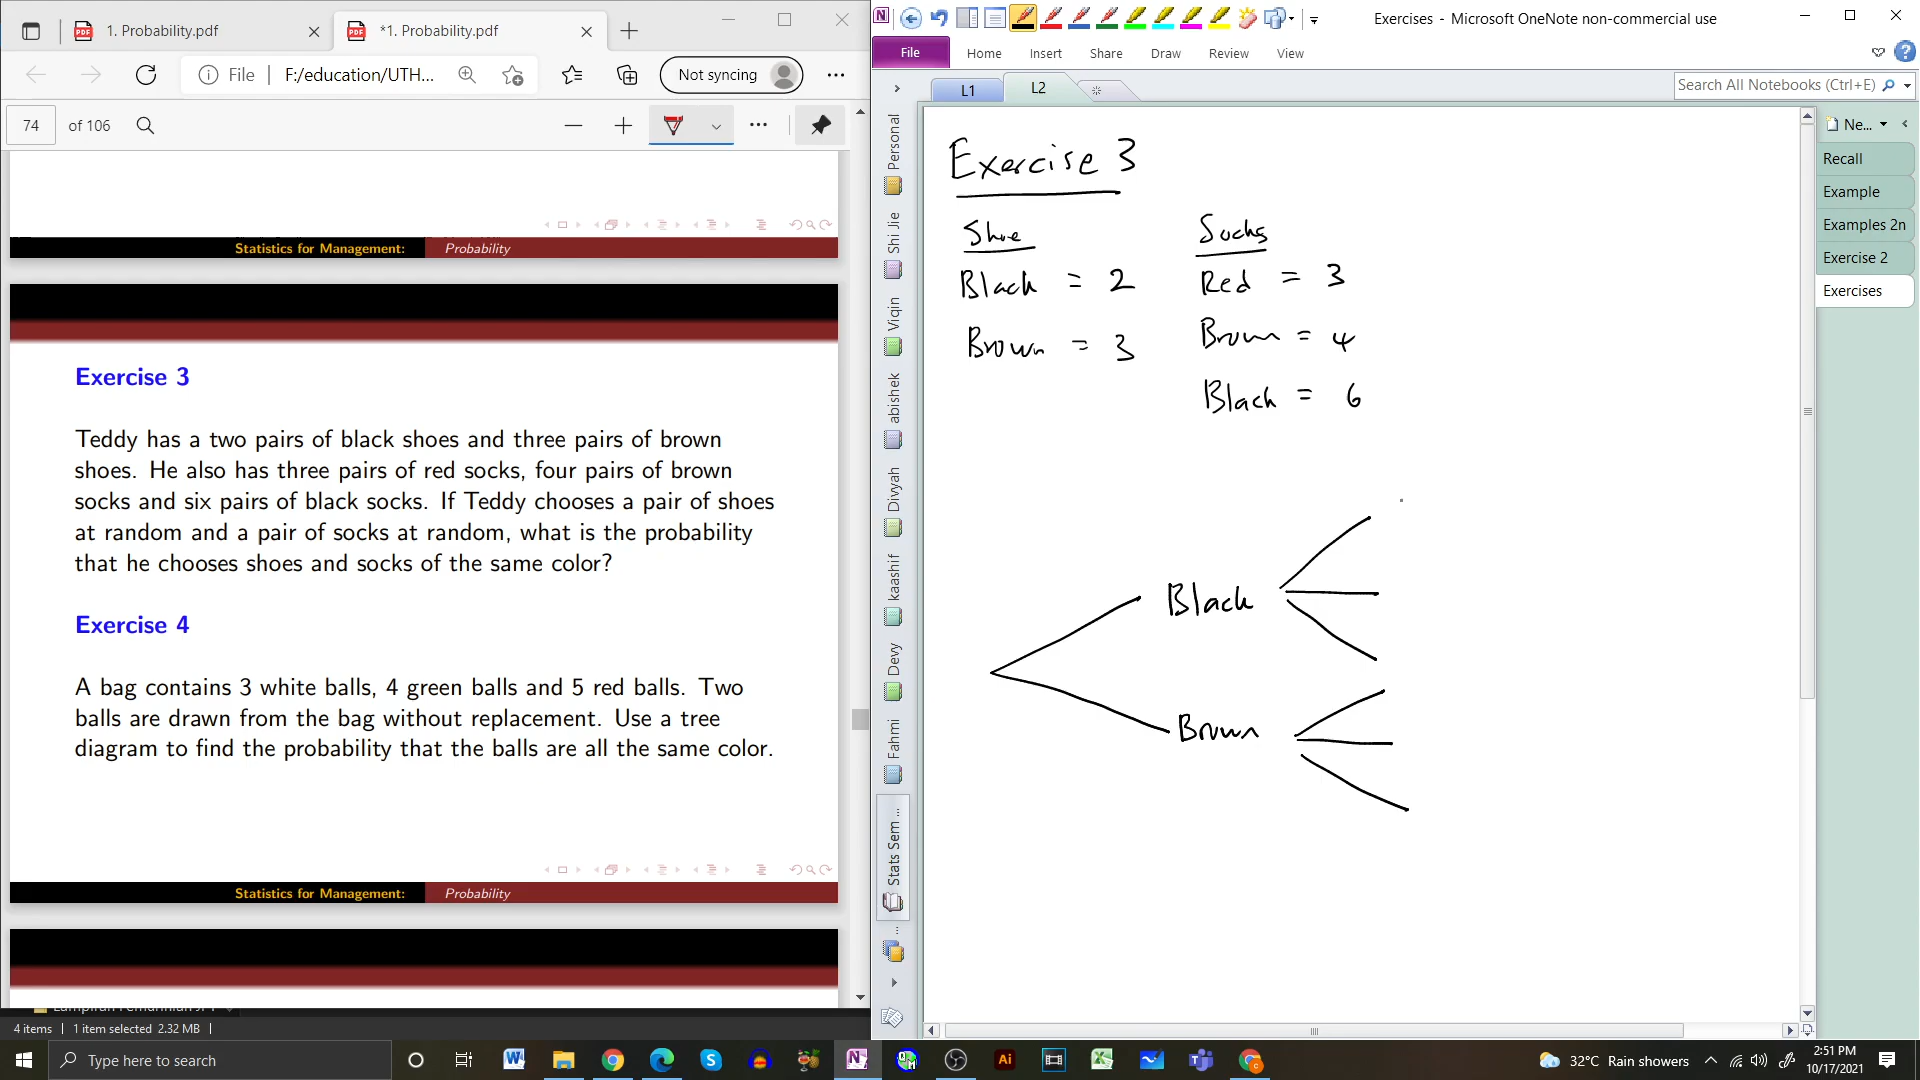 1. Probability.pdf
*1. Probability.pdf
File
F:/education/UTH...
Not syncing
74
of 106
Statistics for Management:
Probability
Exercise 3
Teddy has a two pairs of black shoes and three pairs of brown
shoes. He also has three pairs of red socks, four pairs of brown
socks and six pairs of black socks. If Teddy chooses a pair of shoes
at random and a pair of socks at random, what is the probability
that he chooses shoes and socks of the same color?
Exercise 4
A bag contains 3 white balls, 4 green balls and 5 red balls. Two
balls are drawn from the bag without replacement. Use a tree
diagram to find the probability that the balls are all the same color.
Statistics for Management:
Probability
4 items
1 item selected 2.32 MB
Exercises - Microsoft OneNote non-commercial use
File
Home
Insert
Share
Draw
Review
View
L1
L2
Search All Notebooks (Ctrl+E)
Personal
Shi Jie
Viqin
abishek
Divyah
kaashif
Devy
Fahmi
Stats Sem ...
Exercise 3
Shoe
Socks
Black = 2
Red = 3
Brown = 3
Brown = 4
Black = 6
Black
Brown
Ne...
Recall
Example
Examples 2n
Exercise 2
Exercises
Type here to search
32°C Rain showers
2:51 PM
10/17/2021